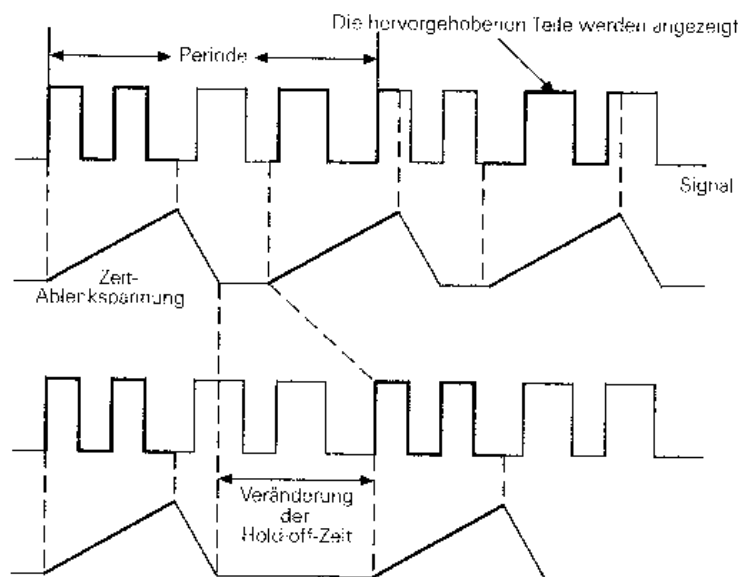 Die hervorgehobenen Teile werden angezeigt
Periode
Signal
Zeit-
Ablenkspannung
Veränderung
der
Hold-off-Zeit